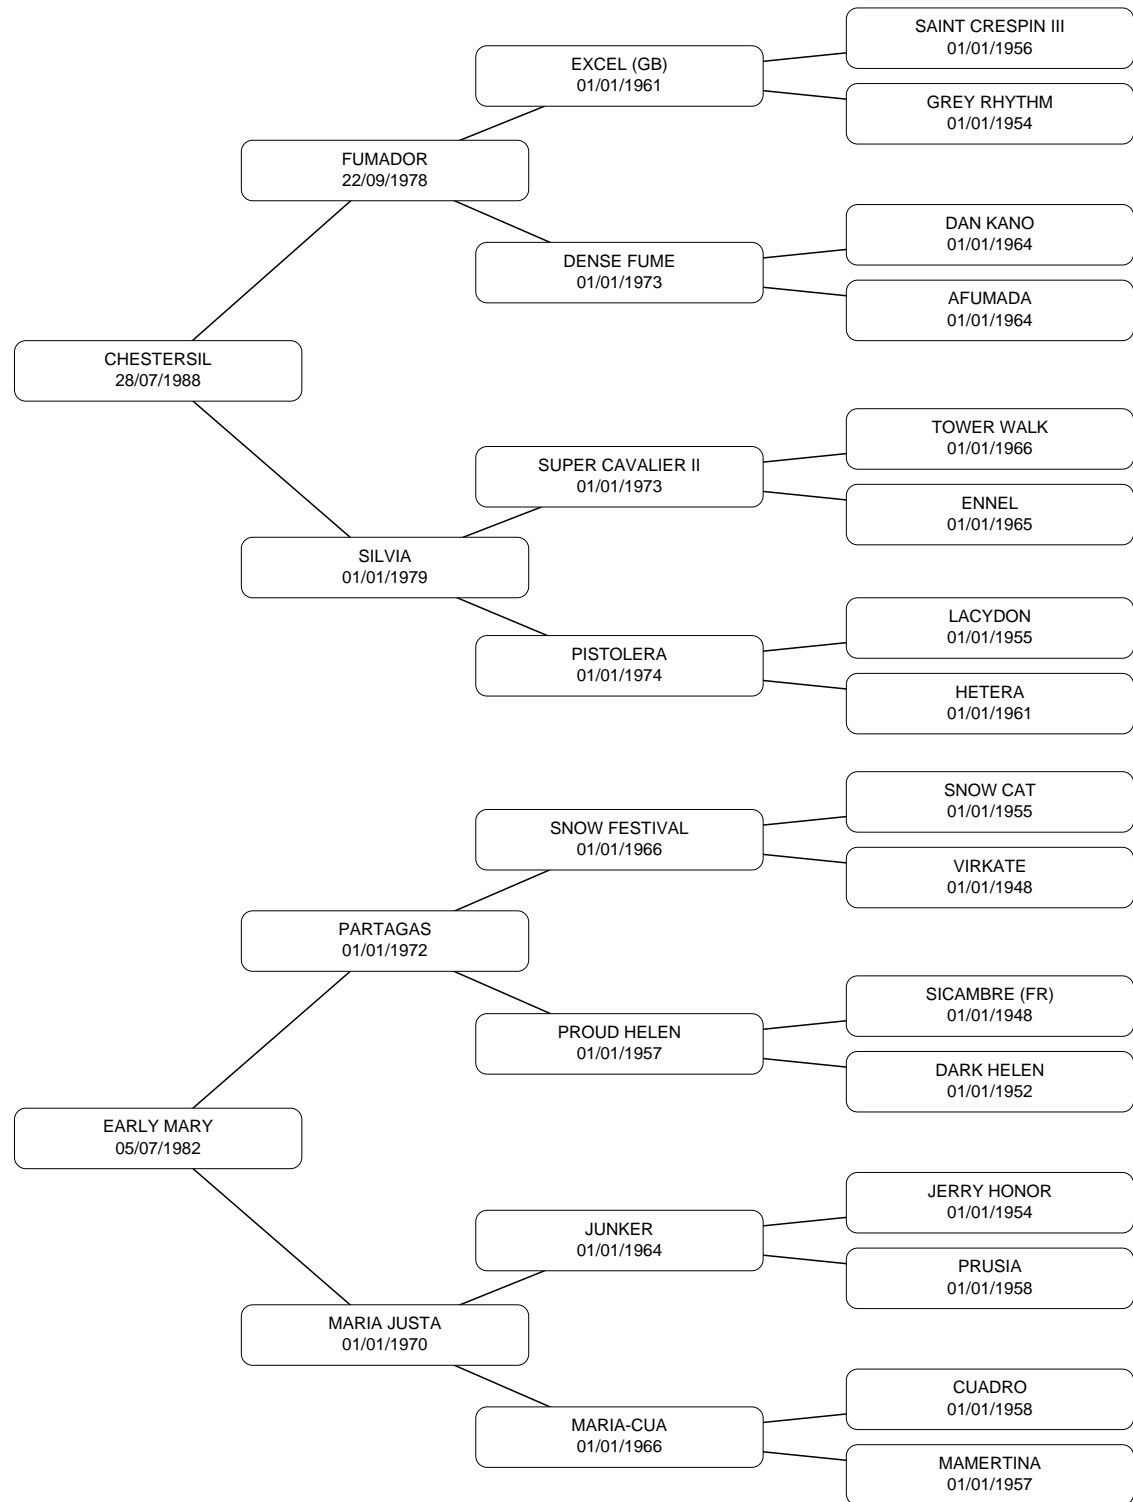 SAINT CRESPIN III
01/01/1956
EXCEL (GB)
01/01/1961
GREY RHYTHM
01/01/1954
FUMADOR
22/09/1978
DAN KANO
01/01/1964
DENSE FUME
01/01/1973
AFUMADA
01/01/1964
CHESTERSIL
28/07/1988
TOWER WALK
01/01/1966
SUPER CAVALIER II
01/01/1973
ENNEL
01/01/1965
SILVIA
01/01/1979
LACYDON
01/01/1955
PISTOLERA
01/01/1974
HETERA
01/01/1961
SNOW CAT
01/01/1955
SNOW FESTIVAL
01/01/1966
VIRKATE
01/01/1948
PARTAGAS
01/01/1972
SICAMBRE (FR)
01/01/1948
PROUD HELEN
01/01/1957
DARK HELEN
01/01/1952
EARLY MARY
05/07/1982
JERRY HONOR
01/01/1954
JUNKER
01/01/1964
PRUSIA
01/01/1958
MARIA JUSTA
01/01/1970
CUADRO
01/01/1958
MARIA-CUA
01/01/1966
MAMERTINA
01/01/1957